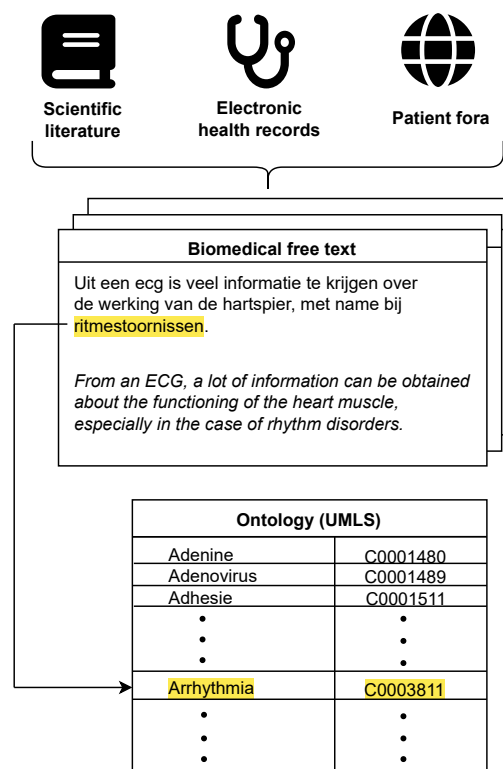 Scientific
literature
Electronic
health records
Patient fora
Biomedical free text
Uit een ecg is veel informatie te krijgen over
de werking van de hartspier, met name bij
ritmestoornissen.
From an ECG, a lot of information can be obtained
about the functioning of the heart muscle,
especially in the case of rhythm disorders.
Ontology (UMLS)
Adenine C0001480
Adenovirus C0001489
Adhesie C0001511
Arrhythmia C0003811